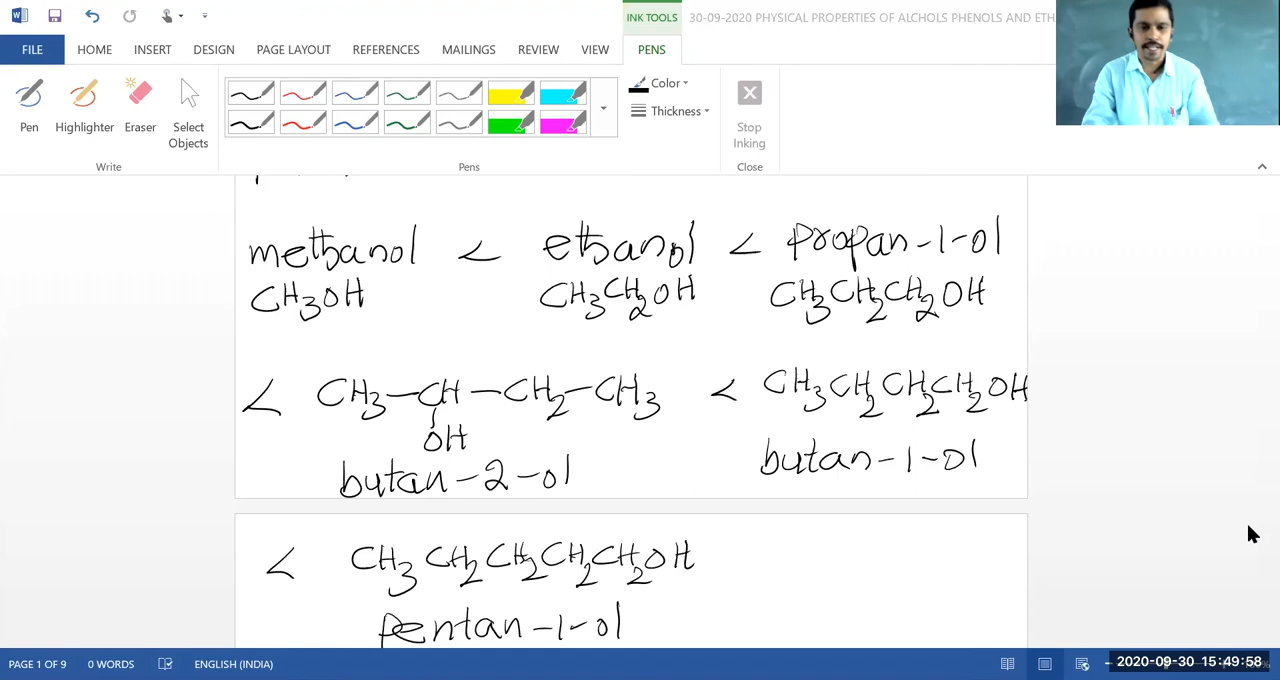 INK TOOLS
30-09-2020 PHYSICAL PROPERTIES OF ALCHOLS PHENOLS AND ETH
FILE HOME INSERT DESIGN PAGE LAYOUT REFERENCES MAILINGS REVIEW VIEW PENS
Pen
Highlighter
Eraser
Select
Objects
Color
Thickness
Stop
Inking
Write
Pens
Close
methanol < ethanol < propan-1-ol
CH3OH CH3CH2OH CH3CH2CH2OH
< CH3-CH-CH2-CH3 < CH3CH2CH2CH2OH
OH
butan-2-ol butan-1-ol
< CH3CH2CH2CH2CH2OH
pentan-1-ol
PAGE 1 OF 9 0 WORDS ENGLISH (INDIA)
2020-09-30 15:49:58